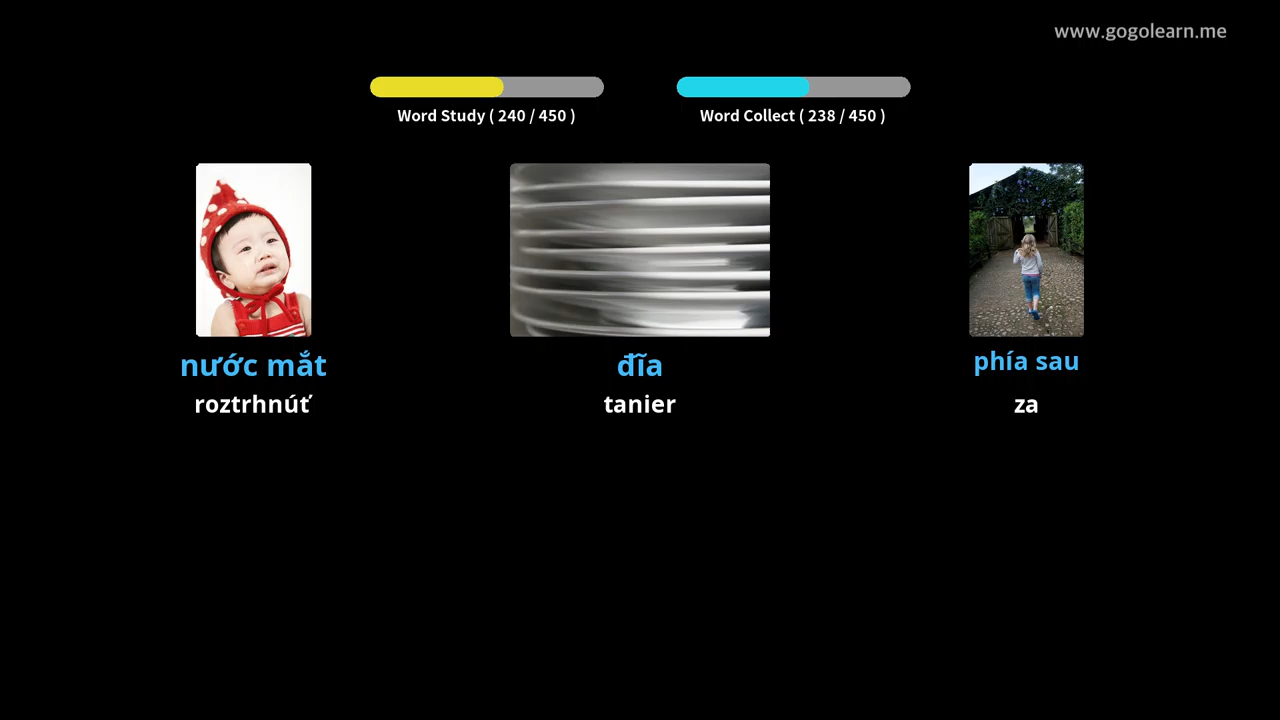 www.gogolearn.me
Word Study ( 240 / 450 )
Word Collect ( 238 / 450 )
nước mắt
đĩa
phía sau
roztrhnúť
tanier
za